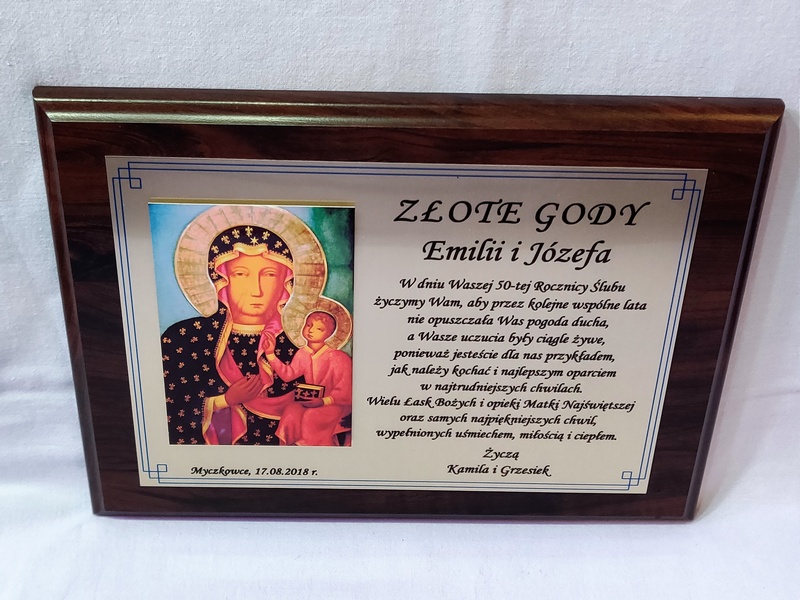 ZŁOTE GODY
Emilii i Józefa
W dniu Waszej 50-tej Rocznicy Ślubu
życzymy Wam, aby przez kolejne wspólne lata
nie opuszczała Was pogoda ducha,
a Wasze uczucia były ciągle żywe,
ponieważ jesteście dla nas przykładem,
jak należy kochać i najlepszym oparciem
w najtrudniejszych chwilach.
Wielu Łask Bożych i opieki Matki Najświętszej
oraz samych najpiękniejszych chwil,
wypełnionych uśmiechem, miłością i ciepłem.
Życzą
Kamila i Grzesiek
Myczkowce, 17.08.2018 r.